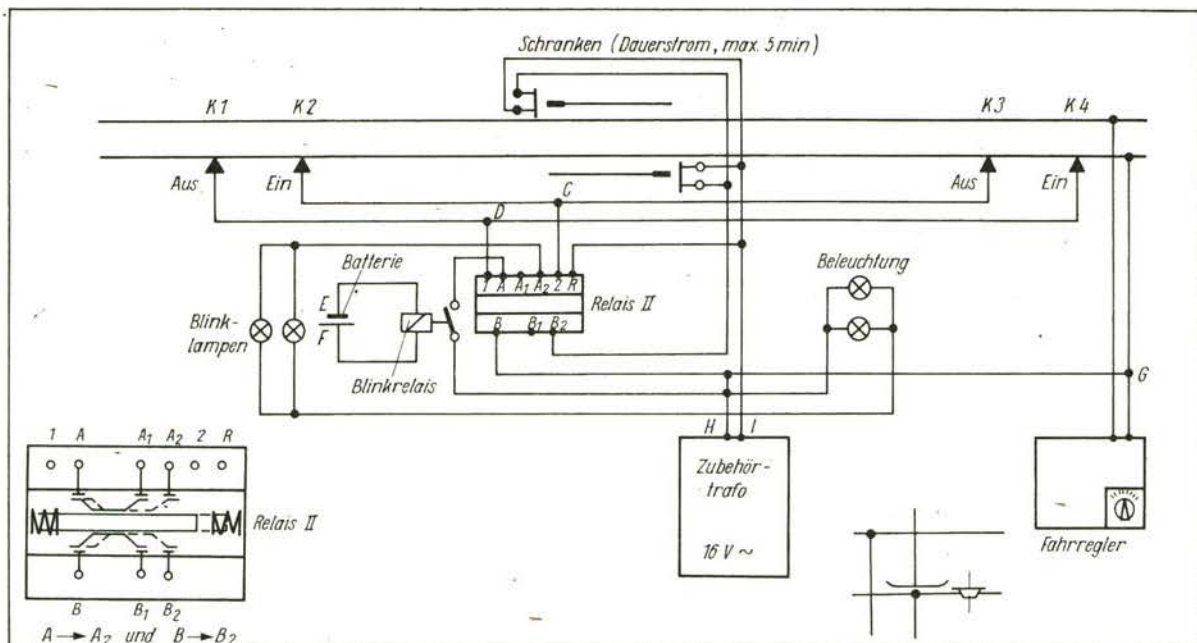 Schranken (Dauerstrom, max. 5 min)
K1 K2 K3 K4
Aus Ein Aus Ein
C
D
Batterie
E
F
Blink-
lampen
Blinkrelais
1 A A1 A2 2 R
B B1 B2
Relais II
Beleuchtung
G
H I
Zubehör-
trafo
16 V ~
Fahrregler
1 A A1 A2 2 R
Relais II
B B1 B2
A → A2 und B → B2